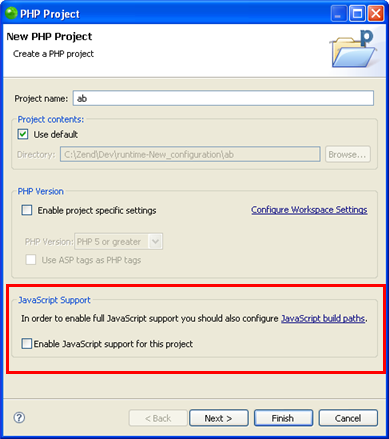 PHP Project
New PHP Project
Create a PHP project
Project name: ab
Project contents:
Use default
Directory: C:\Zend\Dev\runtime-New_configuration\ab Browse...
PHP Version
Enable project specific settings Configure Workspace Settings
PHP Version: PHP 5 or greater
Use ASP tags as PHP tags
JavaScript Support
In order to enable full JavaScript support you should also configure JavaScript build paths.
Enable JavaScript support for this project
? < Back Next > Finish Cancel